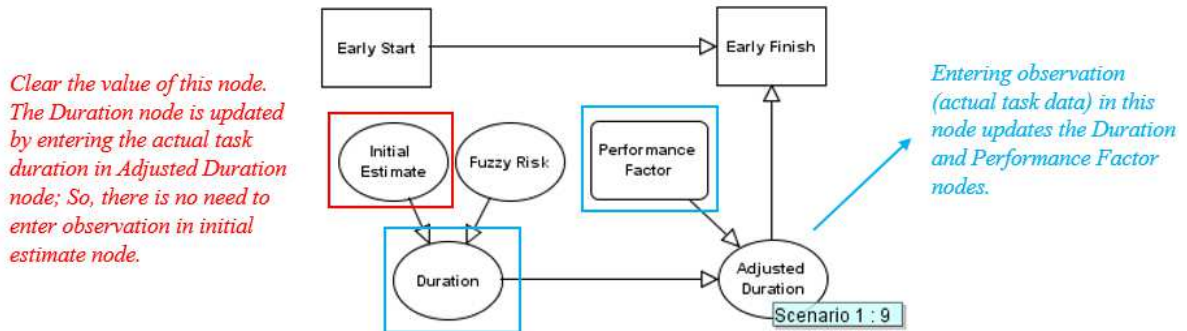 Early Start
Early Finish
Clear the value of this node.
The Duration node is updated
by entering the actual task
duration in Adjusted Duration
node; So, there is no need to
enter observation in initial
estimate node.
Initial
Estimate
Fuzzy Risk
Performance
Factor
Entering observation
(actual task data) in this
node updates the Duration
and Performance Factor
nodes.
Duration
Adjusted
Duration
Scenario 1 : 9